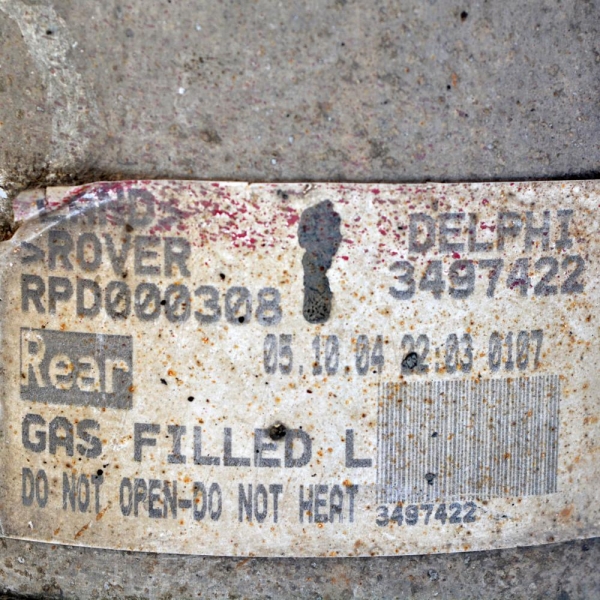 LAND
ROVER
RPD000308
DELPHI
3497422
Rear
05.10.04 22:03 0107
GAS FILLED L
DO NOT OPEN-DO NOT HEAT
3497422